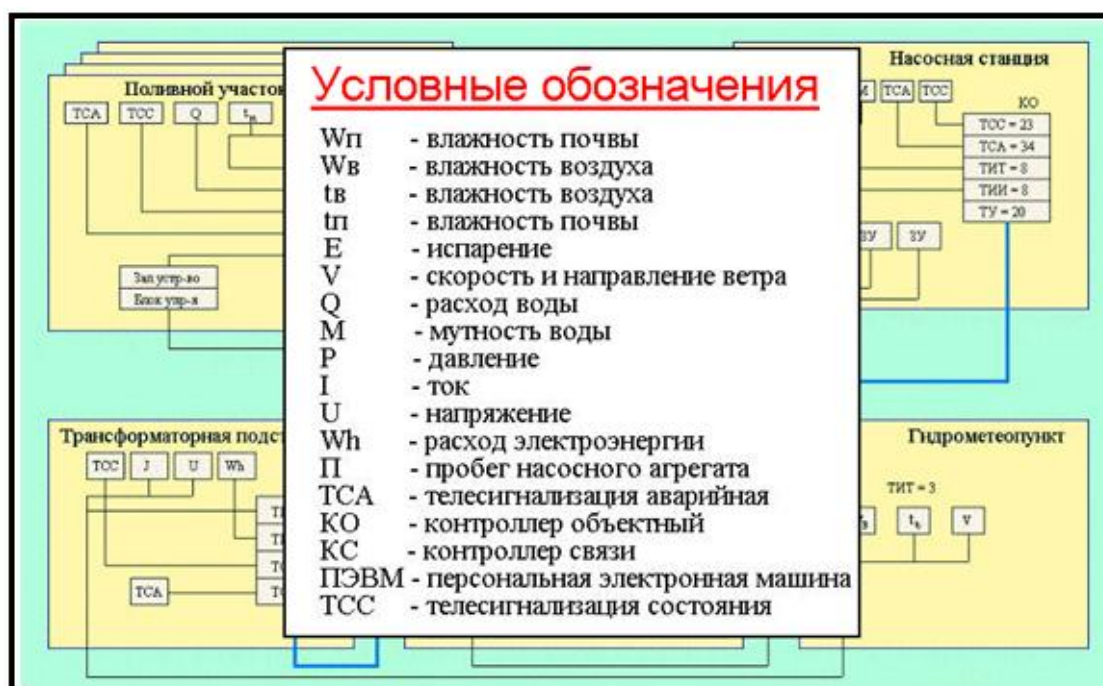 Поливной участок
ТСА ТСС Q tп
Зап устр-во
Блок упр-я
Условные обозначения
Wп - влажность почвы
Wв - влажность воздуха
tв - влажность воздуха
tп - влажность почвы
E - испарение
V - скорость и направление ветра
Q - расход воды
M - мутность воды
P - давление
I - ток
U - напряжение
Wh - расход электроэнергии
П - пробег насосного агрегата
ТСА - телесигнализация аварийная
КО - контроллер объектный
КС - контроллер связи
ПЭВМ - персональная электронная машина
ТСС - телесигнализация состояния
Насосная станция
ТСА ТСС
КО
ТСС = 23
ТСА = 34
ТИТ = 8
ТИИ = 8
ТУ = 20
ЗУ ЗУ
Трансформаторная
ТСС J U Wh
ТСА
Гидрометеопункт
ТИТ = 3
tв V